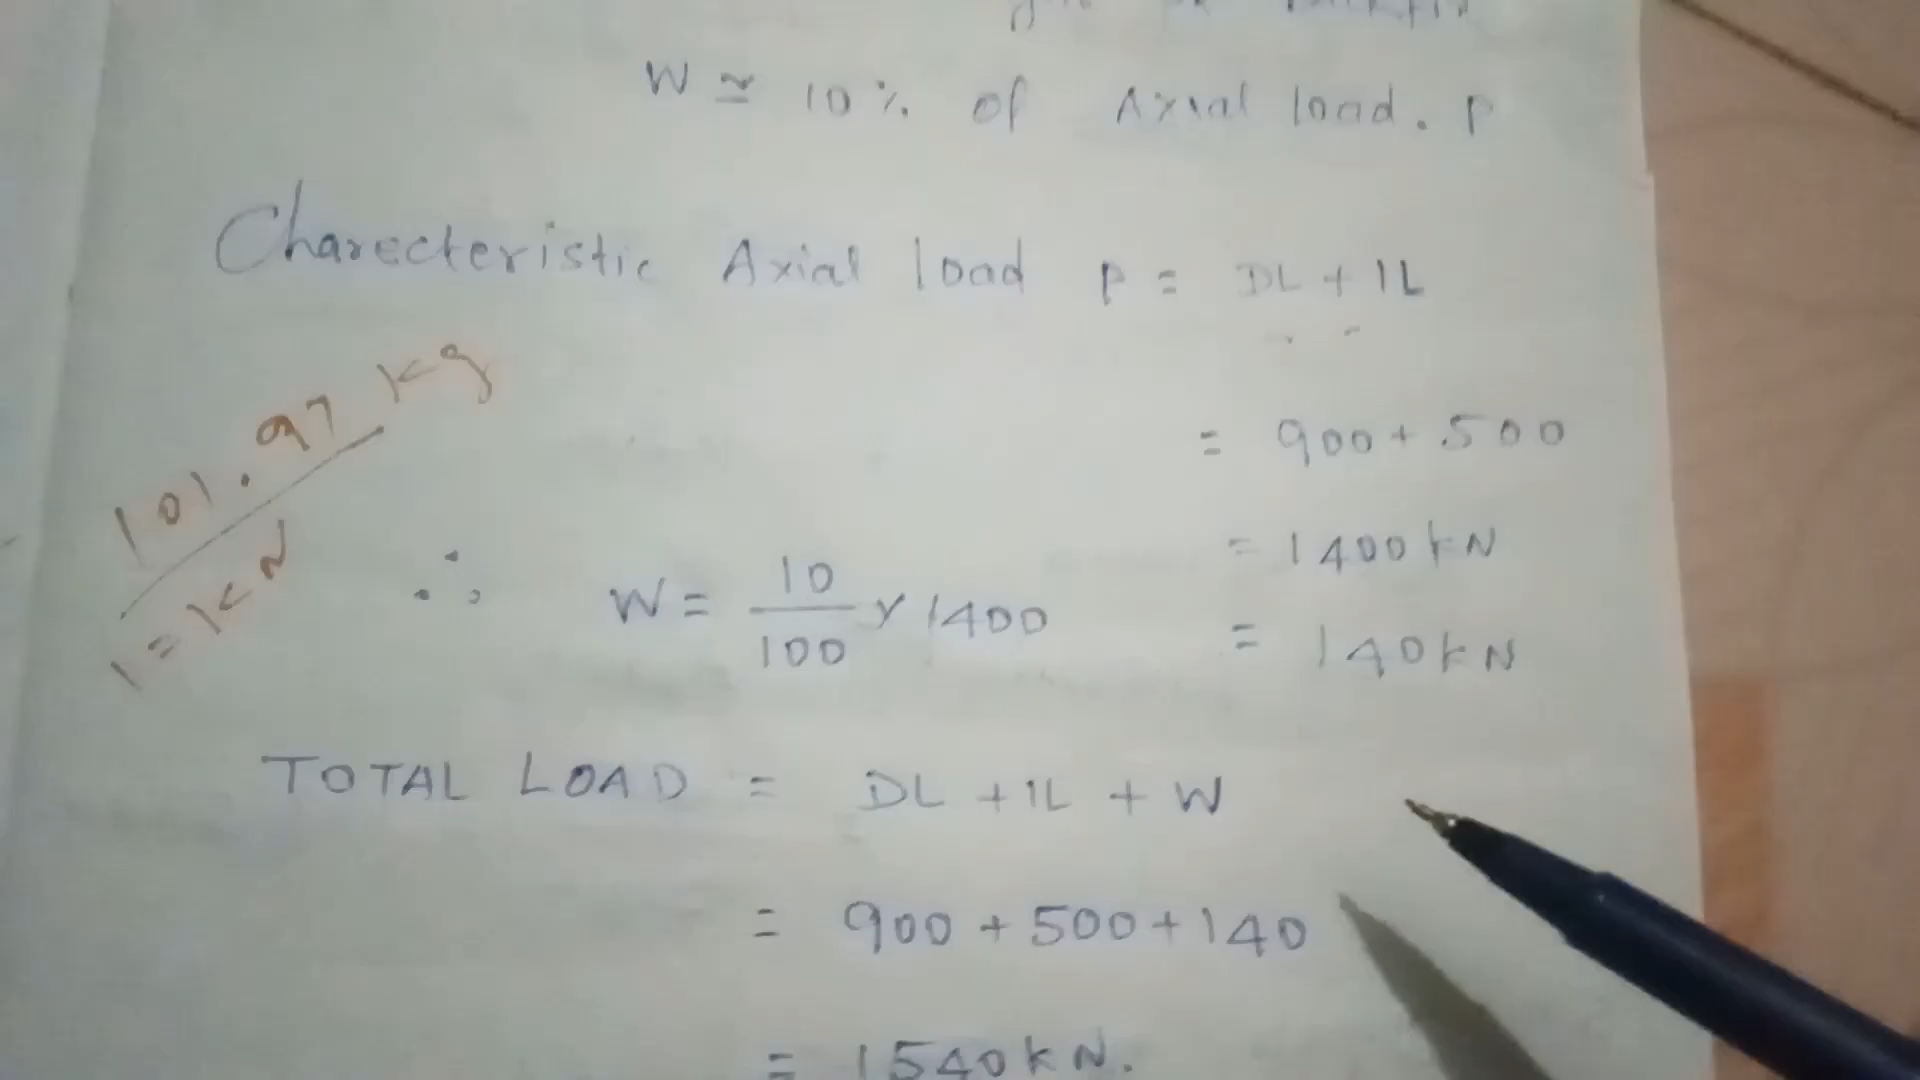 W ≅ 10% of Axial load. P
Charecteristic Axial load P = DL + IL
= 900 + 500
= 1400 kN
101.97 kg
1 = KN
∴ W = 10/100 × 1400 = 140 kN
TOTAL LOAD = DL + IL + W
= 900 + 500 + 140
= 1540 kN.